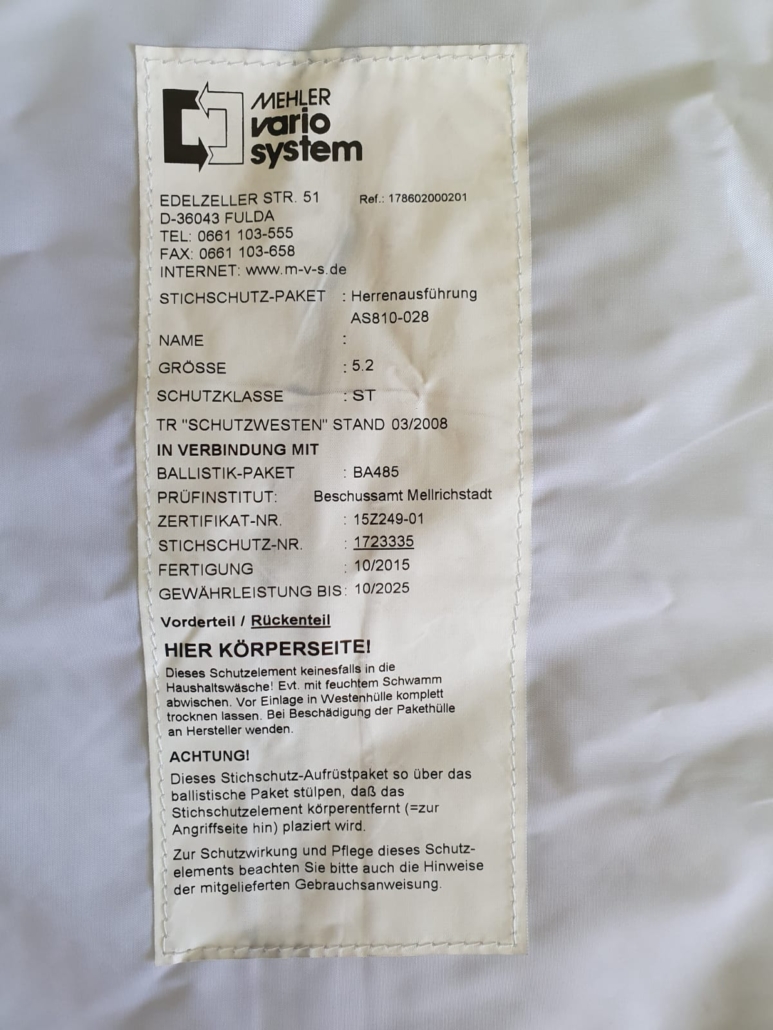 MEHLER
vario
system
EDELZELLER STR. 51 Ref.: 178602000201
D-36043 FULDA
TEL: 0661 103-555
FAX: 0661 103-658
INTERNET: www.m-v-s.de
STICHSCHUTZ-PAKET : Herrenausführung
AS810-028
NAME :
GRÖSSE : 5.2
SCHUTZKLASSE : ST
TR "SCHUTZWESTEN" STAND 03/2008
IN VERBINDUNG MIT
BALLISTIK-PAKET : BA485
PRÜFINSTITUT: Beschussamt Mellrichstadt
ZERTIFIKAT-NR. : 15Z249-01
STICHSCHUTZ-NR. : 1723335
FERTIGUNG : 10/2015
GEWÄHRLEISTUNG BIS: 10/2025
Vorderteil / Rückenteil
HIER KÖRPERSEITE!
Dieses Schutzelement keinesfalls in die
Haushaltswäsche! Evt. mit feuchtem Schwamm
abwischen. Vor Einlage in Westenhülle komplett
trocknen lassen. Bei Beschädigung der Pakethülle
an Hersteller wenden.
ACHTUNG!
Dieses Stichschutz-Aufrüstpaket so über das
ballistische Paket stülpen, daß das
Stichschutzelement körperentfernt (=zur
Angriffseite hin) plaziert wird.
Zur Schutzwirkung und Pflege dieses Schutz-
elements beachten Sie bitte auch die Hinweise
der mitgelieferten Gebrauchsanweisung.